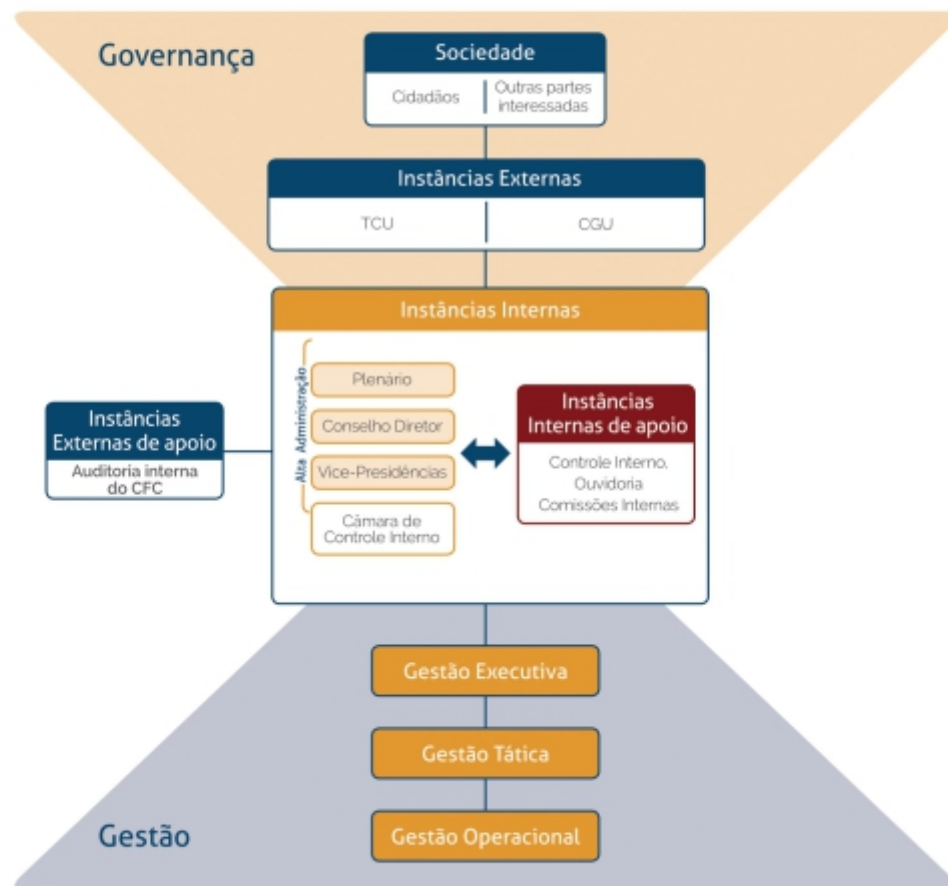 Governança
Sociedade
Cidadãos
Outras partes
interessadas
Instâncias Externas
TCU
CGU
Instâncias Internas
Alta Administração
Plenário
Conselho Diretor
Vice-Presidências
Câmara de
Controle Interno
Instâncias
Internas de apoio
Controle Interno,
Ouvidoria
Comissões Internas
Instâncias
Externas de apoio
Auditoria interna
do CFC
Gestão Executiva
Gestão Tática
Gestão Operacional
Gestão